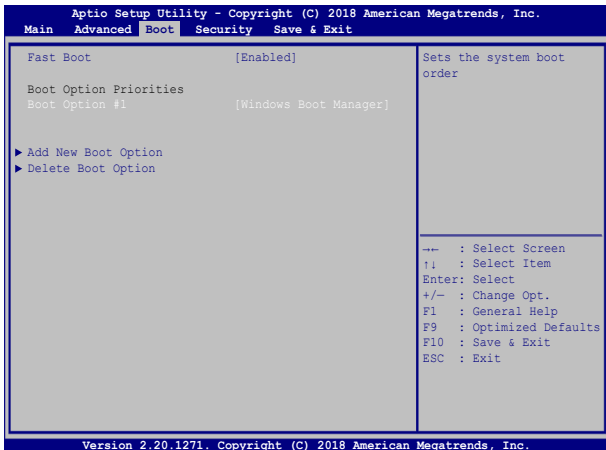 Aptio Setup Utility - Copyright (C) 2018 American Megatrends, Inc.
Main Advanced Boot Security Save & Exit
Fast Boot [Enabled]
Boot Option Priorities
Boot Option #1 [Windows Boot Manager]
▶ Add New Boot Option
▶ Delete Boot Option
Sets the system boot
order
→← : Select Screen
↑↓ : Select Item
Enter: Select
+/— : Change Opt.
F1 : General Help
F9 : Optimized Defaults
F10 : Save & Exit
ESC : Exit
Version 2.20.1271. Copyright (C) 2018 American Megatrends, Inc.